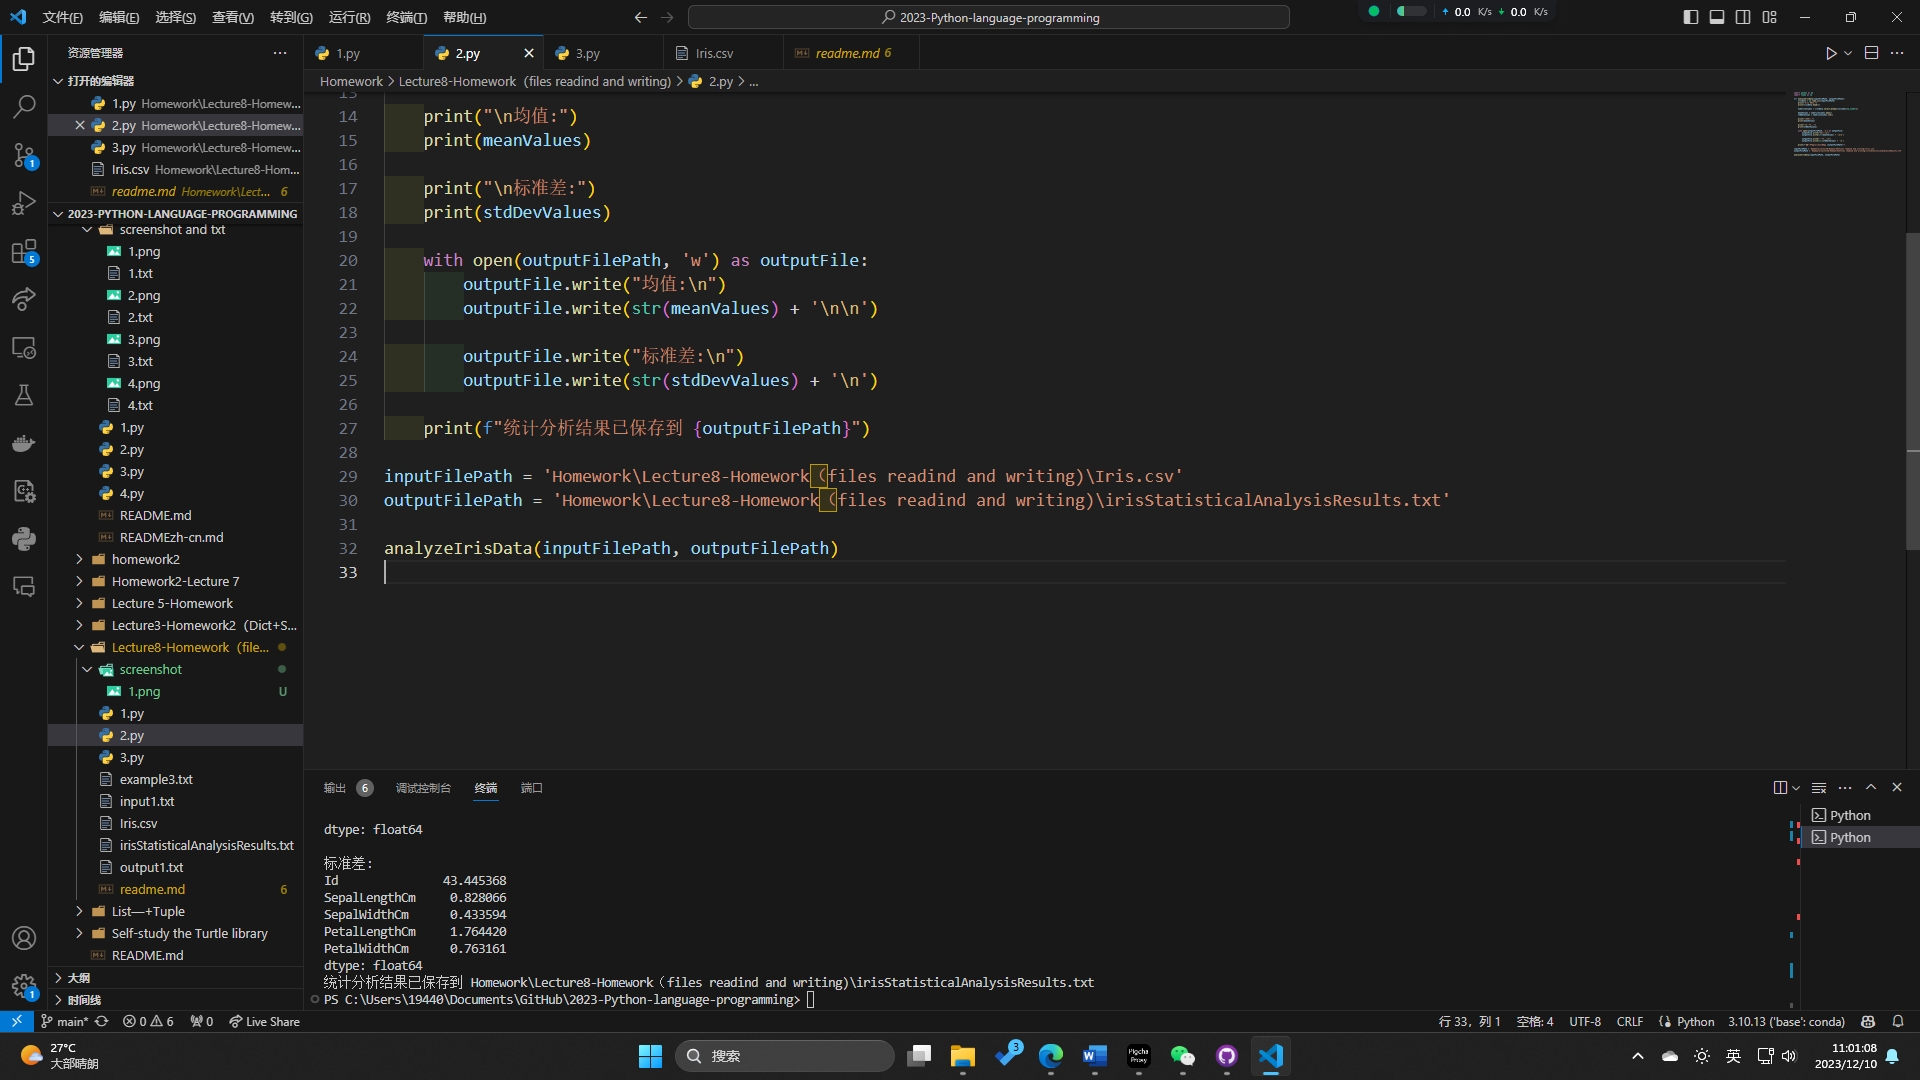 文件(F) 编辑(E) 选择(S) 查看(V) 转到(G) 运行(R) 终端(T) 帮助(H)
2023-Python-language-programming
0.0 K/s 0.0 K/s
资源管理器
1.py 2.py 3.py Iris.csv readme.md 6
打开的编辑器
Homework > Lecture8-Homework（files readind and writing) > 2.py > ...
1.py Homework\Lecture8-Homew...
2.py Homework\Lecture8-Homew...
3.py Homework\Lecture8-Homew...
Iris.csv Homework\Lecture8-Hom...
readme.md Homework\Lect... 6
2023-PYTHON-LANGUAGE-PROGRAMMING
screenshot and txt
1.png
1.txt
2.png
2.txt
3.png
3.txt
4.png
4.txt
1.py
2.py
3.py
4.py
README.md
READMEzh-cn.md
homework2
Homework2-Lecture 7
Lecture 5-Homework
Lecture3-Homework2（Dict+S...
Lecture8-Homework（file...
screenshot
1.png U
1.py
2.py
3.py
example3.txt
input1.txt
Iris.csv
irisStatisticalAnalysisResults.txt
output1.txt
readme.md 6
List—+Tuple
Self-study the Turtle library
README.md
大纲
时间线
13
14 print("\n均值:")
15 print(meanValues)
16
17 print("\n标准差:")
18 print(stdDevValues)
19
20 with open(outputFilePath, 'w') as outputFile:
21 outputFile.write("均值:\n")
22 outputFile.write(str(meanValues) + '\n\n')
23
24 outputFile.write("标准差:\n")
25 outputFile.write(str(stdDevValues) + '\n')
26
27 print(f"统计分析结果已保存到 {outputFilePath}")
28
29 inputFilePath = 'Homework\Lecture8-Homework（files readind and writing)\Iris.csv'
30 outputFilePath = 'Homework\Lecture8-Homework（files readind and writing)\irisStatisticalAnalysisResults.txt'
31
32 analyzeIrisData(inputFilePath, outputFilePath)
33
输出 6 调试控制台 终端 端口
dtype: float64
标准差:
Id 43.445368
SepalLengthCm 0.828066
SepalWidthCm 0.433594
PetalLengthCm 1.764420
PetalWidthCm 0.763161
dtype: float64
统计分析结果已保存到 Homework\Lecture8-Homework（files readind and writing)\irisStatisticalAnalysisResults.txt
PS C:\Users\19440\Documents\GitHub\2023-Python-language-programming>
Python
Python
1
5
1
main* 0 6 0 Live Share
行 33，列 1 空格: 4 UTF-8 CRLF Python 3.10.13 ('base': conda)
27°C
大部晴朗
搜索
3
Pigcha Proxy
英
11:01:08
2023/12/10